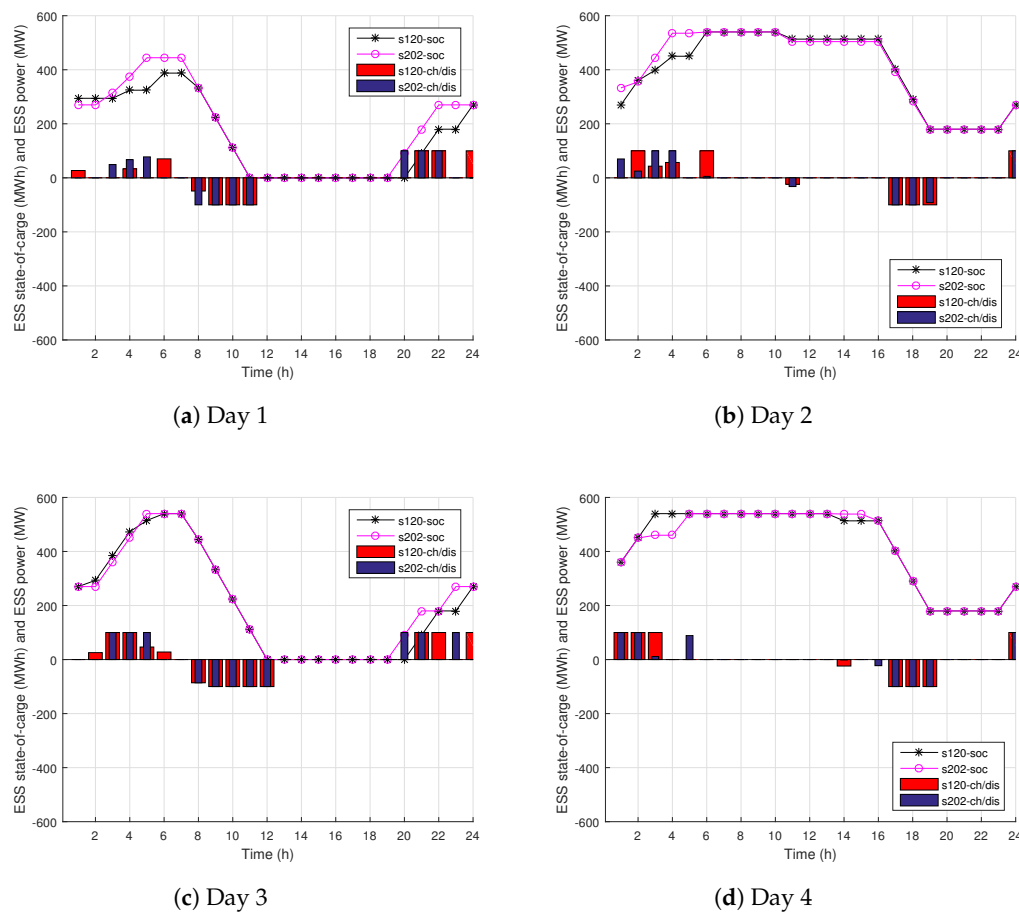 600
400
200
0
-200
-400
-600
2 4 6 8 10 12 14 16 18 20 22 24
Time (h)
ESS state-of-carge (MWh) and ESS power (MW)
s120-soc
s202-soc
s120-ch/dis
s202-ch/dis
(a) Day 1
600
400
200
0
-200
-400
-600
2 4 6 8 10 12 14 16 18 20 22 24
Time (h)
ESS state-of-carge (MWh) and ESS power (MW)
s120-soc
s202-soc
s120-ch/dis
s202-ch/dis
(b) Day 2
600
400
200
0
-200
-400
-600
2 4 6 8 10 12 14 16 18 20 22 24
Time (h)
ESS state-of-carge (MWh) and ESS power (MW)
s120-soc
s202-soc
s120-ch/dis
s202-ch/dis
(c) Day 3
600
400
200
0
-200
-400
-600
2 4 6 8 10 12 14 16 18 20 22 24
Time (h)
ESS state-of-carge (MWh) and ESS power (MW)
s120-soc
s202-soc
s120-ch/dis
s202-ch/dis
(d) Day 4